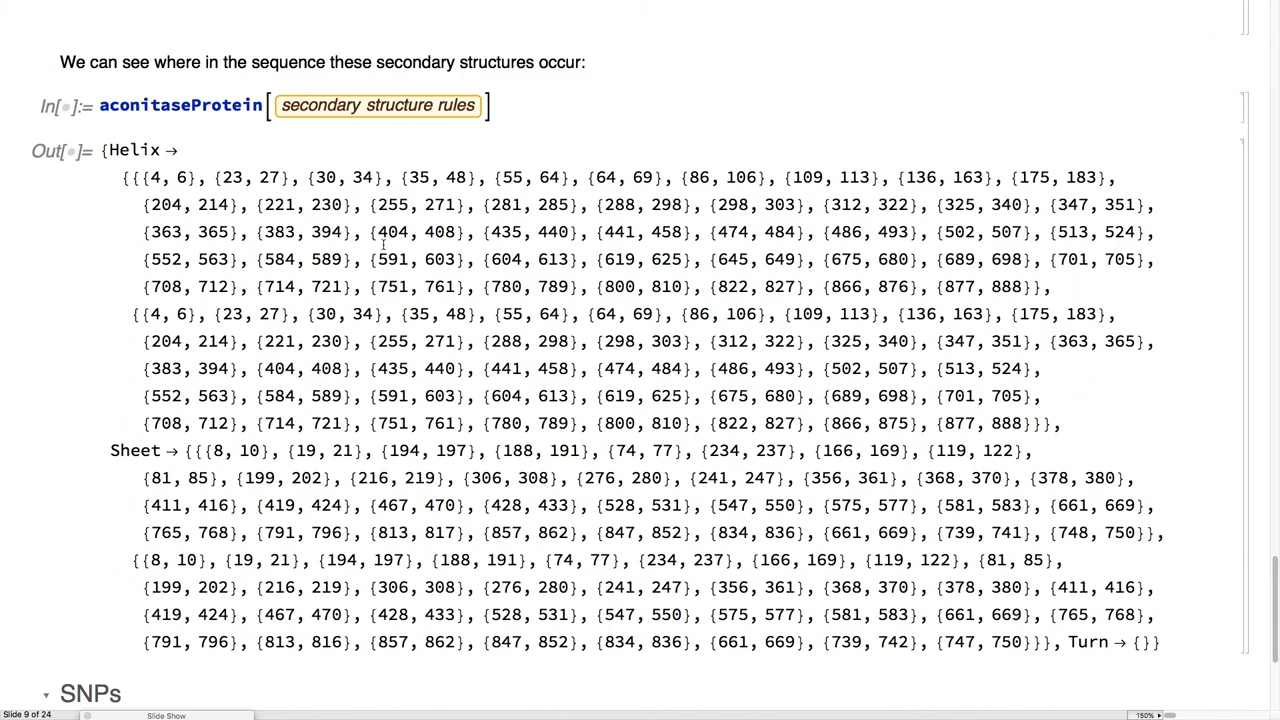 We can see where in the sequence these secondary structures occur:
In[●]:= aconitaseProtein[ secondary structure rules ]
Out[●]= {Helix →
{{{4, 6}, {23, 27}, {30, 34}, {35, 48}, {55, 64}, {64, 69}, {86, 106}, {109, 113}, {136, 163}, {175, 183},
{204, 214}, {221, 230}, {255, 271}, {281, 285}, {288, 298}, {298, 303}, {312, 322}, {325, 340}, {347, 351},
{363, 365}, {383, 394}, {404, 408}, {435, 440}, {441, 458}, {474, 484}, {486, 493}, {502, 507}, {513, 524},
{552, 563}, {584, 589}, {591, 603}, {604, 613}, {619, 625}, {645, 649}, {675, 680}, {689, 698}, {701, 705},
{708, 712}, {714, 721}, {751, 761}, {780, 789}, {800, 810}, {822, 827}, {866, 876}, {877, 888}},
{{4, 6}, {23, 27}, {30, 34}, {35, 48}, {55, 64}, {64, 69}, {86, 106}, {109, 113}, {136, 163}, {175, 183},
{204, 214}, {221, 230}, {255, 271}, {288, 298}, {298, 303}, {312, 322}, {325, 340}, {347, 351}, {363, 365},
{383, 394}, {404, 408}, {435, 440}, {441, 458}, {474, 484}, {486, 493}, {502, 507}, {513, 524},
{552, 563}, {584, 589}, {591, 603}, {604, 613}, {619, 625}, {675, 680}, {689, 698}, {701, 705},
{708, 712}, {714, 721}, {751, 761}, {780, 789}, {800, 810}, {822, 827}, {866, 875}, {877, 888}}},
Sheet → {{{8, 10}, {19, 21}, {194, 197}, {188, 191}, {74, 77}, {234, 237}, {166, 169}, {119, 122},
{81, 85}, {199, 202}, {216, 219}, {306, 308}, {276, 280}, {241, 247}, {356, 361}, {368, 370}, {378, 380},
{411, 416}, {419, 424}, {467, 470}, {428, 433}, {528, 531}, {547, 550}, {575, 577}, {581, 583}, {661, 669},
{765, 768}, {791, 796}, {813, 817}, {857, 862}, {847, 852}, {834, 836}, {661, 669}, {739, 741}, {748, 750}},
{{8, 10}, {19, 21}, {194, 197}, {188, 191}, {74, 77}, {234, 237}, {166, 169}, {119, 122}, {81, 85},
{199, 202}, {216, 219}, {306, 308}, {276, 280}, {241, 247}, {356, 361}, {368, 370}, {378, 380}, {411, 416},
{419, 424}, {467, 470}, {428, 433}, {528, 531}, {547, 550}, {575, 577}, {581, 583}, {661, 669}, {765, 768},
{791, 796}, {813, 816}, {857, 862}, {847, 852}, {834, 836}, {661, 669}, {739, 742}, {747, 750}}}, Turn → {}}
SNPs
Slide 9 of 24
Slide Show
150%